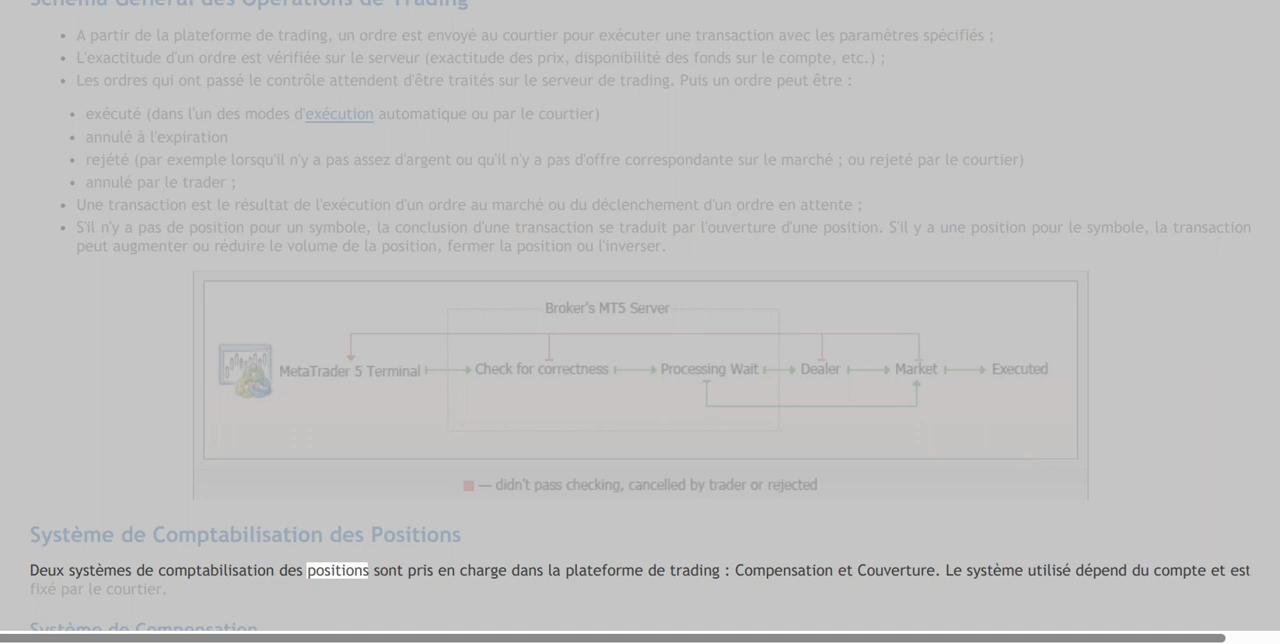 Schéma Général des Opérations de Trading
• A partir de la plateforme de trading, un ordre est envoyé au courtier pour exécuter une transaction avec les paramètres spécifiés ;
• L'exactitude d'un ordre est vérifiée sur le serveur (exactitude des prix, disponibilité des fonds sur le compte, etc.) ;
• Les ordres qui ont passé le contrôle attendent d'être traités sur le serveur de trading. Puis un ordre peut être :
• exécuté (dans l'un des modes d'exécution automatique ou par le courtier)
• annulé à l'expiration
• rejété (par exemple lorsqu'il n'y a pas assez d'argent ou qu'il n'y a pas d'offre correspondante sur le marché ; ou rejeté par le courtier)
• annulé par le trader ;
• Une transaction est le résultat de l'exécution d'un ordre au marché ou du déclenchement d'un ordre en attente ;
• S'il n'y a pas de position pour un symbole, la conclusion d'une transaction se traduit par l'ouverture d'une position. S'il y a une position pour le symbole, la transaction
peut augmenter ou réduire le volume de la position, fermer la position ou l'inverser.
Broker's MT5 Server
MetaTrader 5 Terminal Check for correctness Processing Wait Dealer Market Executed
— didn't pass checking, cancelled by trader or rejected
Système de Comptabilisation des Positions
Deux systèmes de comptabilisation des positions sont pris en charge dans la plateforme de trading : Compensation et Couverture. Le système utilisé dépend du compte et est
fixé par le courtier.
Système de Compensation